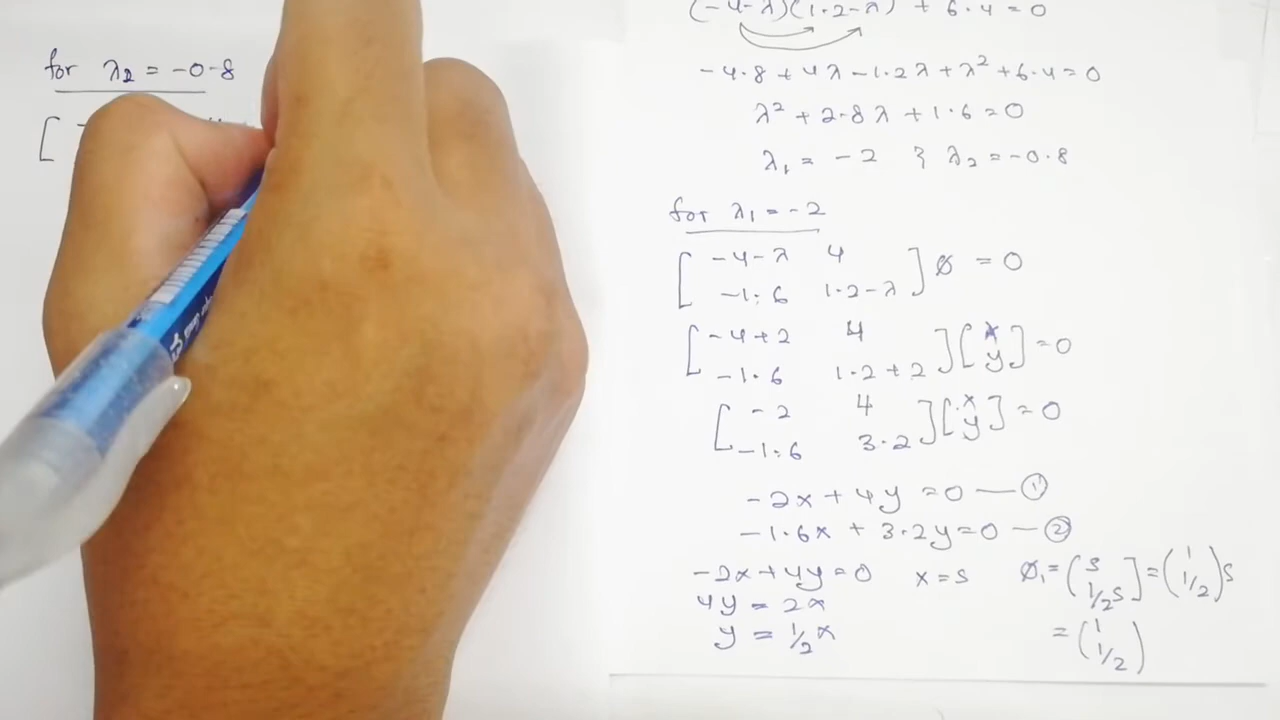 for λ₂ = -0.8
[ -
(-4-λ)(1.2-λ) + 6.4 = 0
-4.8 + 4λ - 1.2λ + λ² + 6.4 = 0
λ² + 2.8λ + 1.6 = 0
λ₁ = -2 & λ₂ = -0.8
for λ₁ = -2
[ -4-λ 4
-1.6 1.2-λ ] ø = 0
[ -4+2 4
-1.6 1.2+2 ] [ x y ] = 0
[ -2 4
-1.6 3.2 ] [ x y ] = 0
-2x + 4y = 0 — ①
-1.6x + 3.2y = 0 — ②
-2x + 4y = 0 x = s ø₁ = ( s 1/2s ] = ( 1 1/2 ) s
4y = 2x
y = 1/2 x = ( 1 1/2 )